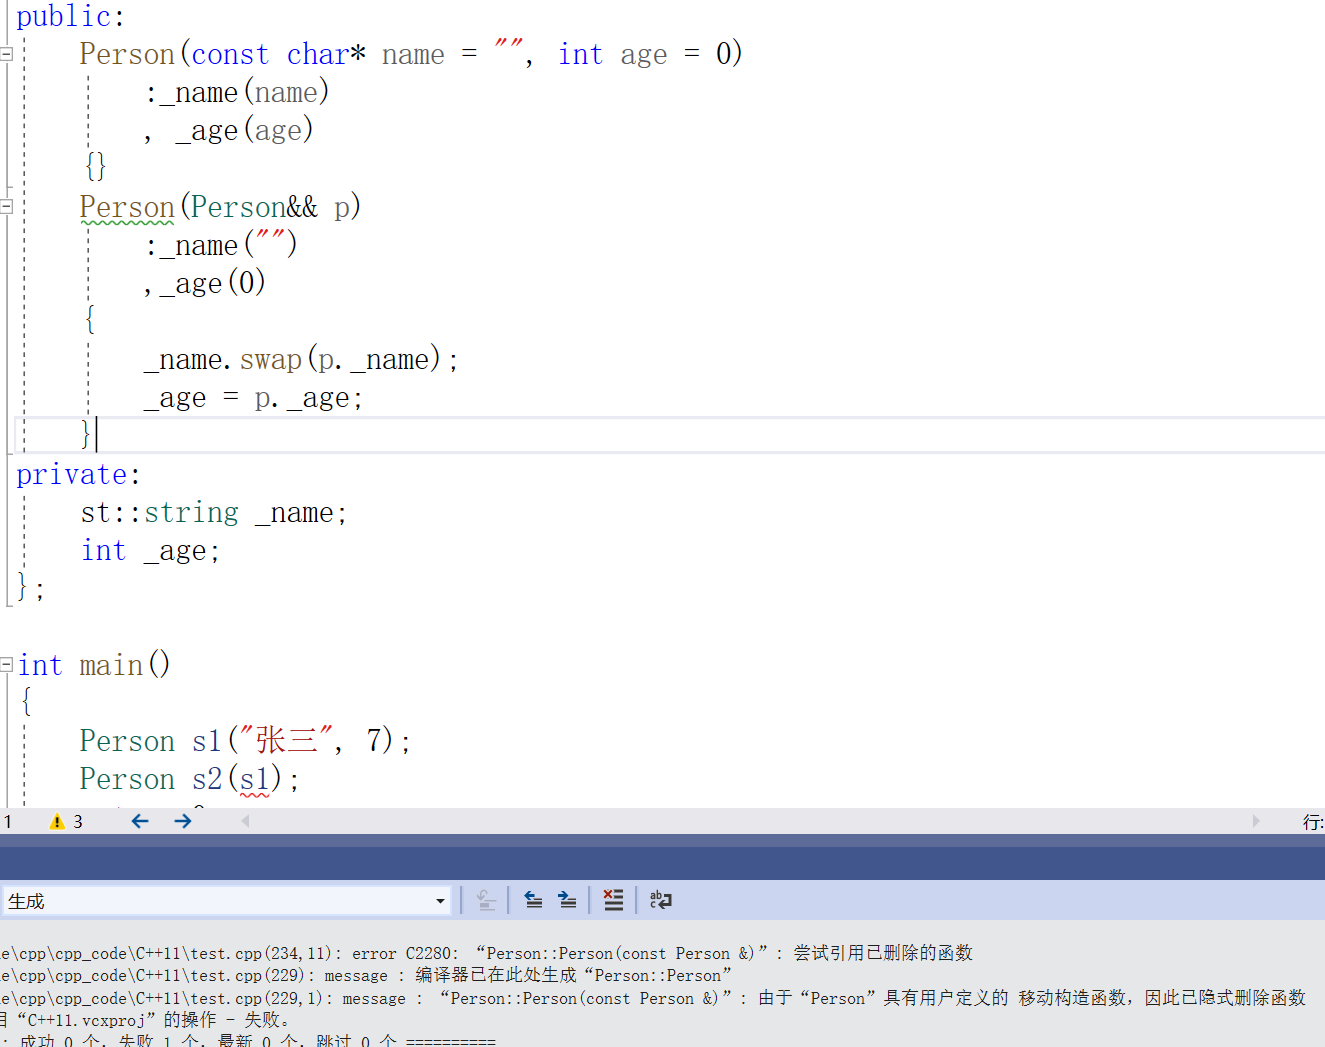 public:
Person(const char* name = "", int age = 0)
:_name(name)
, _age(age)
{}
Person(Person&& p)
:_name("")
,_age(0)
{
_name.swap(p._name);
_age = p._age;
}
private:
st::string _name;
int _age;
};
int main()
{
Person s1("张三", 7);
Person s2(s1);
1 3 行:
生成
e\cpp\cpp_code\C++11\test.cpp(234,11): error C2280: “Person::Person(const Person &)”: 尝试引用已删除的函数
e\cpp\cpp_code\C++11\test.cpp(229): message : 编译器已在此处生成“Person::Person”
e\cpp\cpp_code\C++11\test.cpp(229,1): message : “Person::Person(const Person &)”: 由于“Person”具有用户定义的 移动构造函数，因此已隐式删除函数
目“C++11.vcxproj”的操作 - 失败。
: 成功 0 个，失败 1 个，最新 0 个，跳过 0 个 ==========